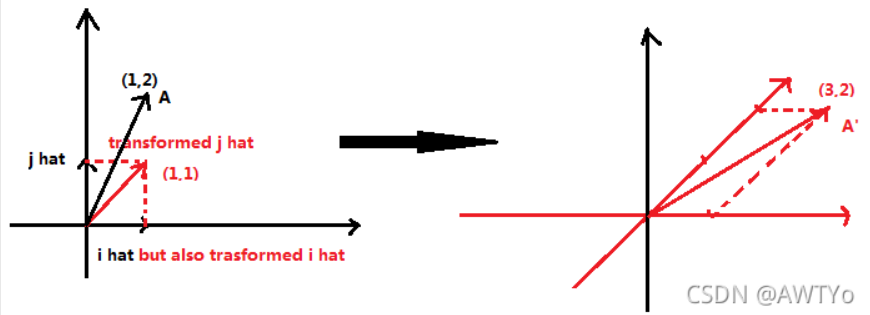 (1,2)
A
transformed j hat
j hat
(1,1)
i hat but also trasformed i hat
(3,2)
A'
CSDN @AWTYo